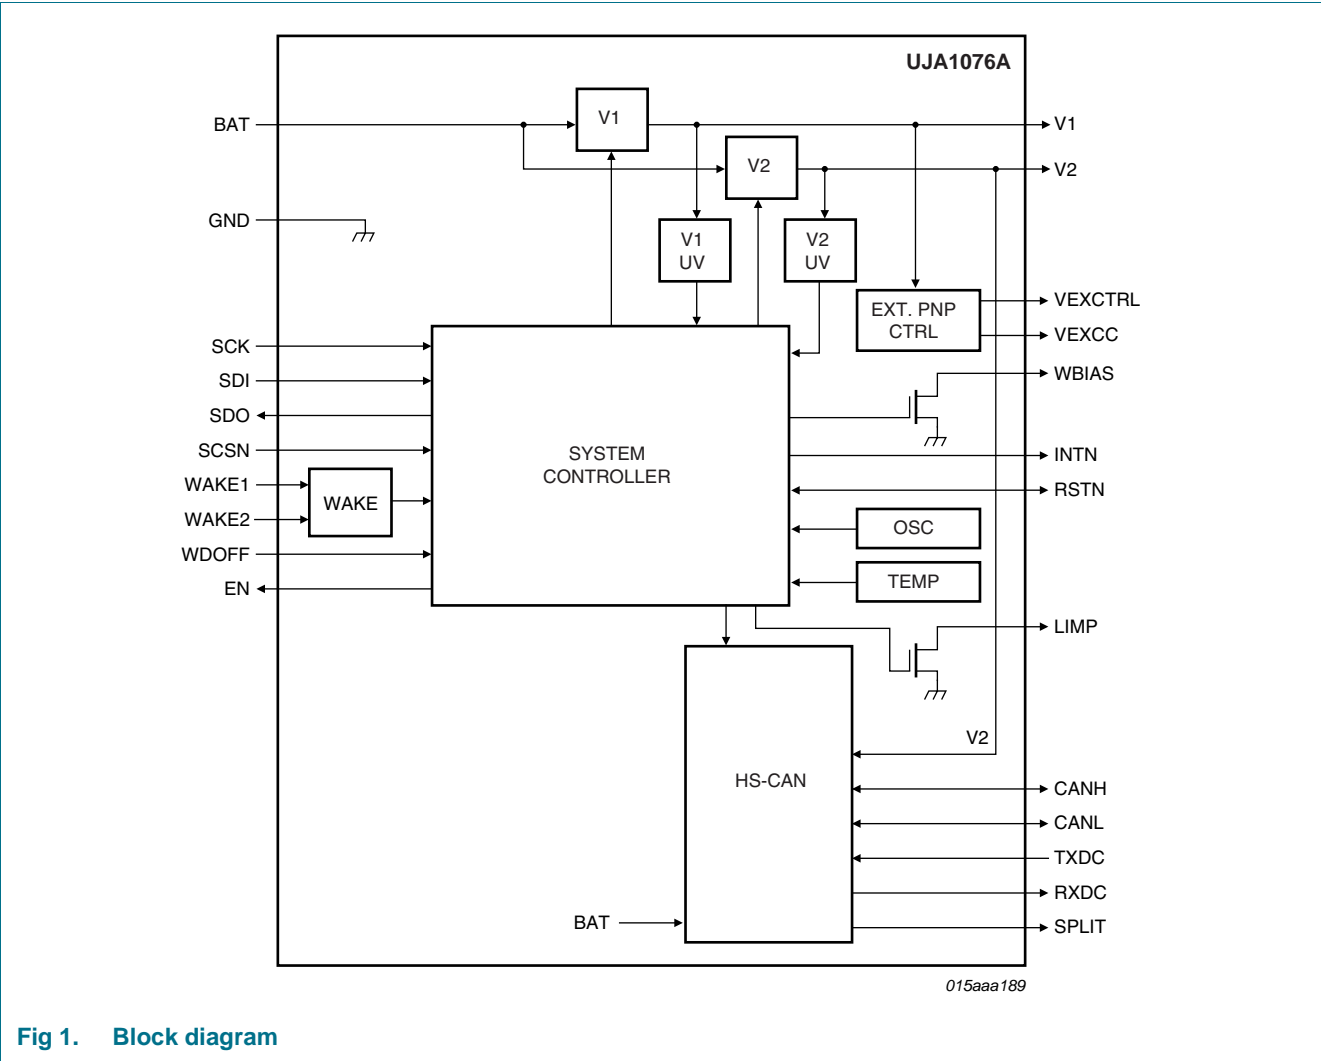 UJA1076A
BAT
V1
V1
V2
V2
GND
V1
UV
V2
UV
EXT. PNP
CTRL
VEXCTRL
VEXCC
WBIAS
SCK
SDI
SDO
SCSN
WAKE1
WAKE2
WAKE
WDOFF
EN
SYSTEM
CONTROLLER
INTN
RSTN
OSC
TEMP
LIMP
V2
HS-CAN
CANH
CANL
TXDC
RXDC
BAT
SPLIT
015aaa189
Fig 1. Block diagram